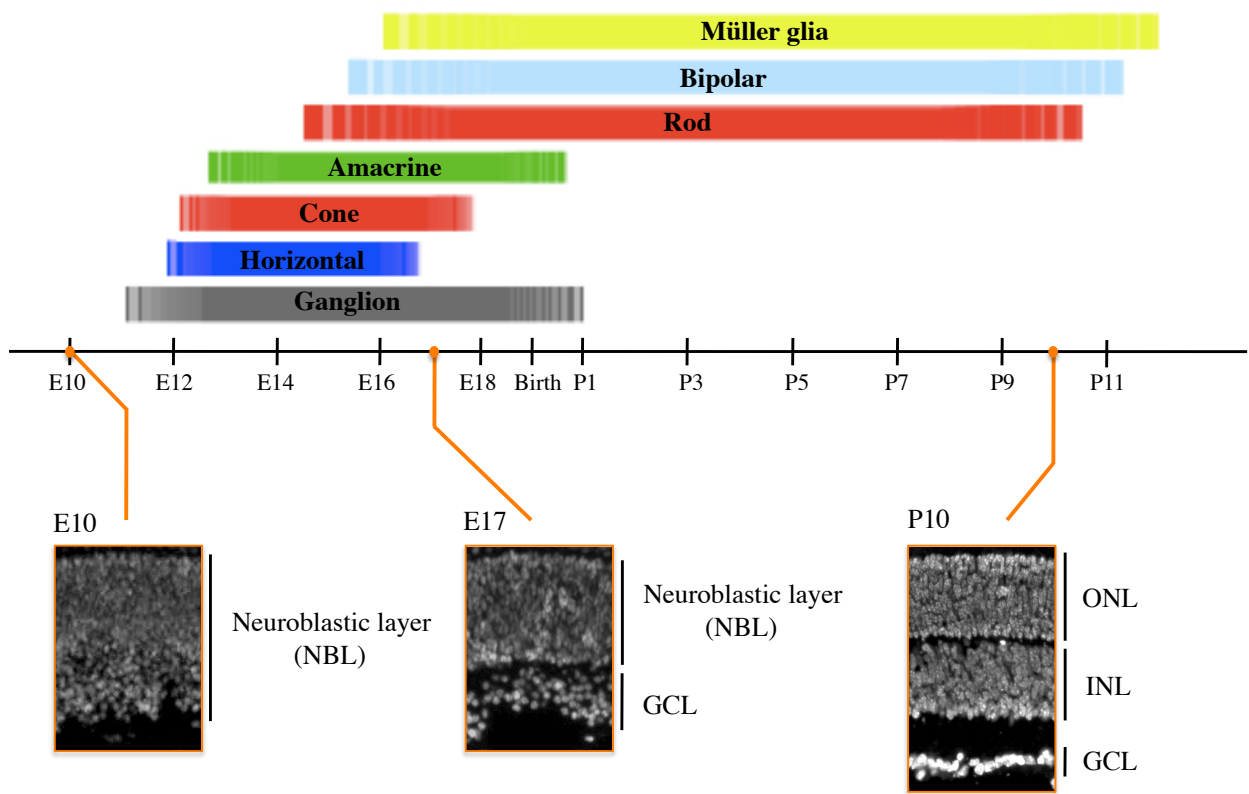 Müller glia
Bipolar
Rod
Amacrine
Cone
Horizontal
Ganglion
E10 E12 E14 E16 E18 Birth P1 P3 P5 P7 P9 P11
E10
E17
P10
Neuroblastic layer
(NBL)
Neuroblastic layer
(NBL)
GCL
ONL
INL
GCL